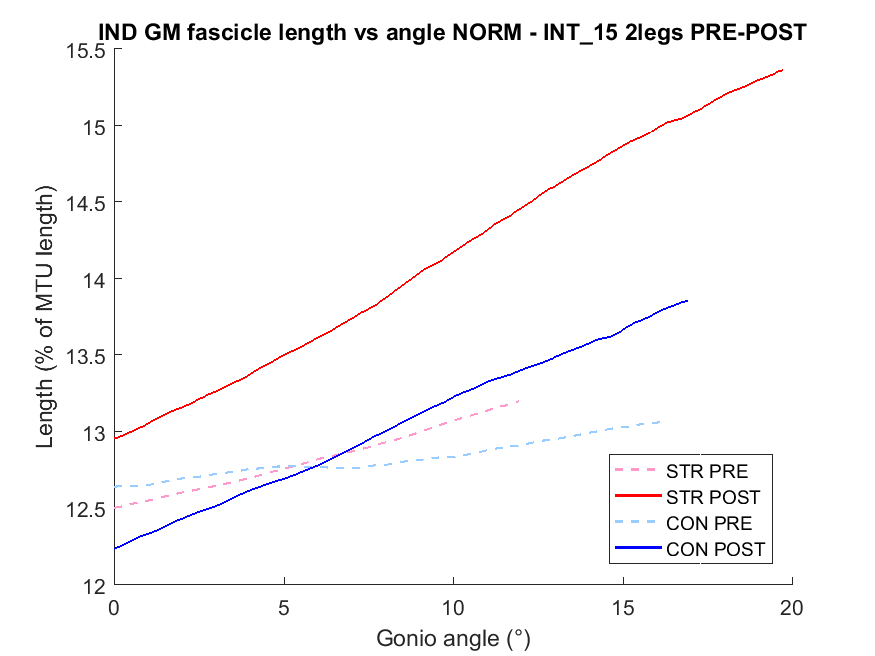 IND GM fascicle length vs angle NORM - INT_15 2legs PRE-POST
Length (% of MTU length)
15.5
15
14.5
14
13.5
13
12.5
12
0
5
10
15
20
Gonio angle (°)
STR PRE
STR POST
CON PRE
CON POST